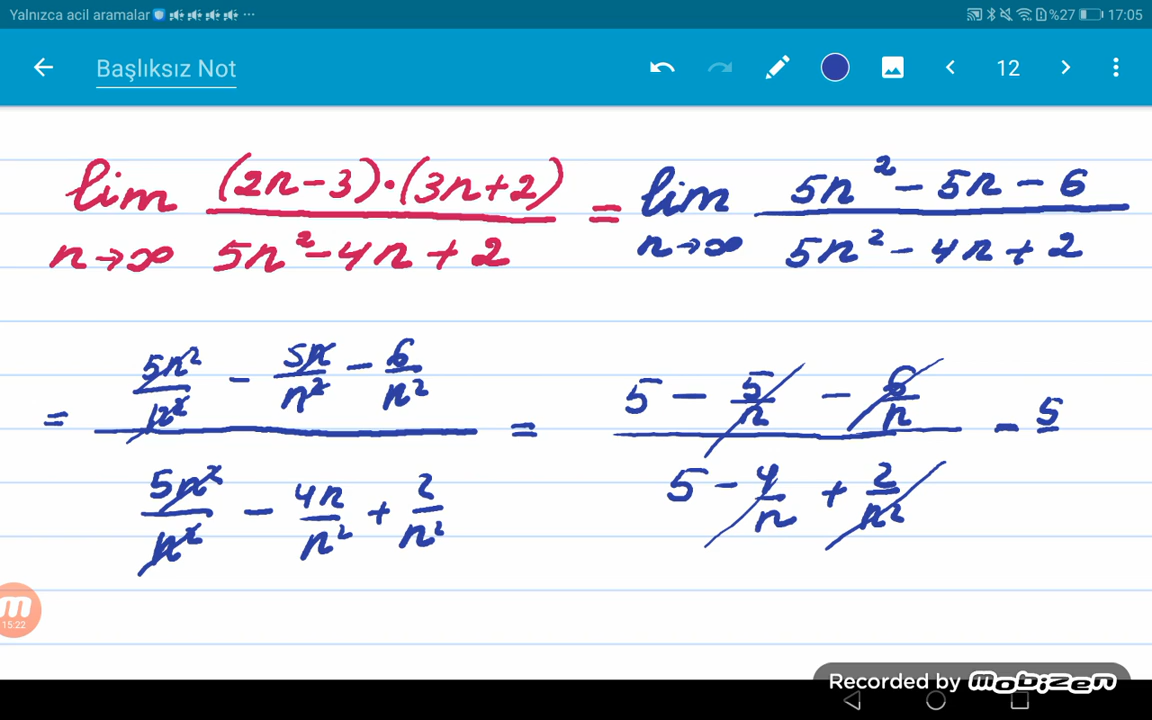 Yalnızca acil aramalar ... %27 17:05
Başlıksız Not 12
lim n→∞ (2n-3)·(3n+2) / 5n²-4n+2 = lim n→∞ 5n²-5n-6 / 5n²-4n+2
= 5n²/n² - 5n/n² - 6/n² / 5n²/n² - 4n/n² + 2/n² = 5 - 5/n - 6/n / 5 - 4/n + 2/n² - 5
15:22
Recorded by mobizen